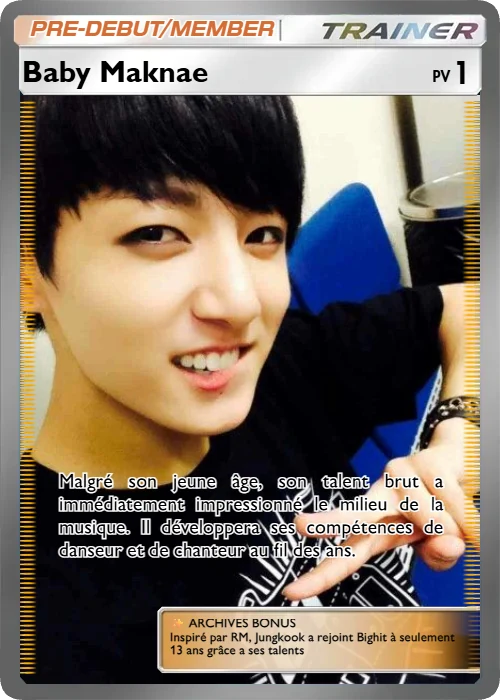 PRE-DEBUT/MEMBER
TRAINER
Baby Maknae
PV 1
Malgré son jeune âge, son talent brut a
immédiatement impressionné le milieu de la
musique. Il développera ses compétences de
danseur et de chanteur au fil des ans.
✨ ARCHIVES BONUS
Inspiré par RM, Jungkook a rejoint Bighit à seulement
13 ans grâce a ses talents